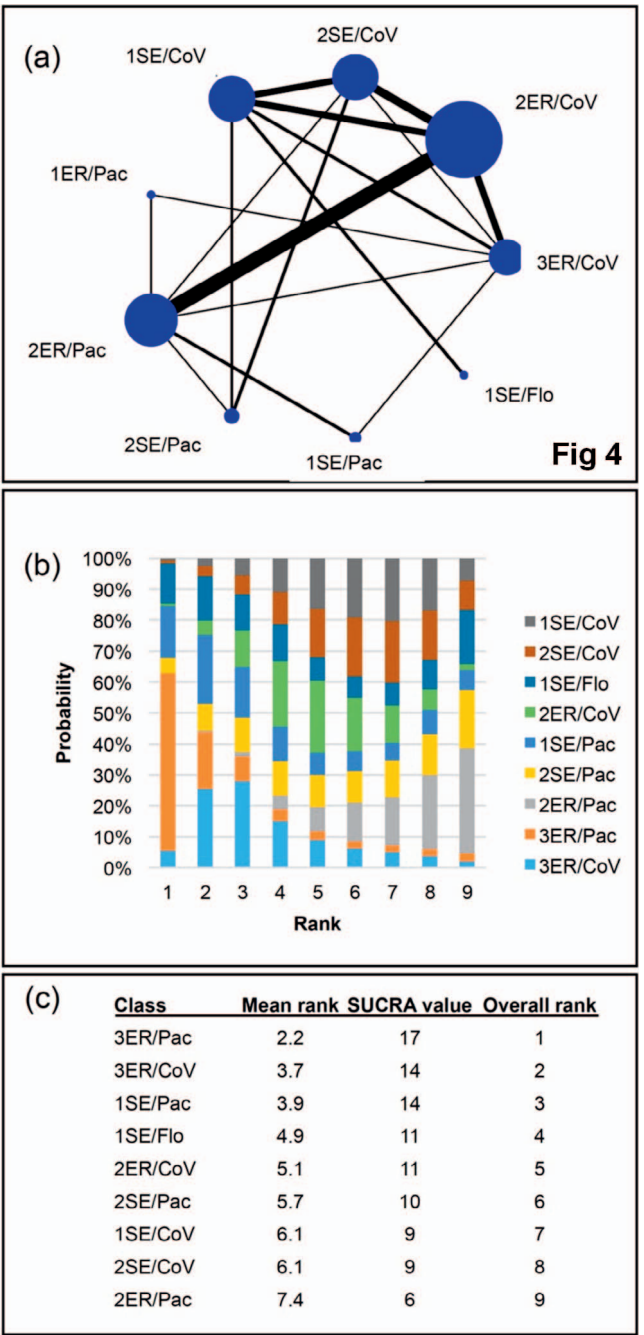 (a)
2SE/CoV
1SE/CoV
2ER/CoV
1ER/Pac
3ER/CoV
2ER/Pac
1SE/Flo
2SE/Pac
1SE/Pac
Fig 4
(b)
100%
90%
80%
70%
60%
50%
40%
30%
20%
10%
0%
Probability
1 2 3 4 5 6 7 8 9
Rank
1SE/CoV
2SE/CoV
1SE/Flo
2ER/CoV
1SE/Pac
2SE/Pac
2ER/Pac
3ER/Pac
3ER/CoV
(c)
Class Mean rank SUCRA value Overall rank
3ER/Pac 2.2 17 1
3ER/CoV 3.7 14 2
1SE/Pac 3.9 14 3
1SE/Flo 4.9 11 4
2ER/CoV 5.1 11 5
2SE/Pac 5.7 10 6
1SE/CoV 6.1 9 7
2SE/CoV 6.1 9 8
2ER/Pac 7.4 6 9